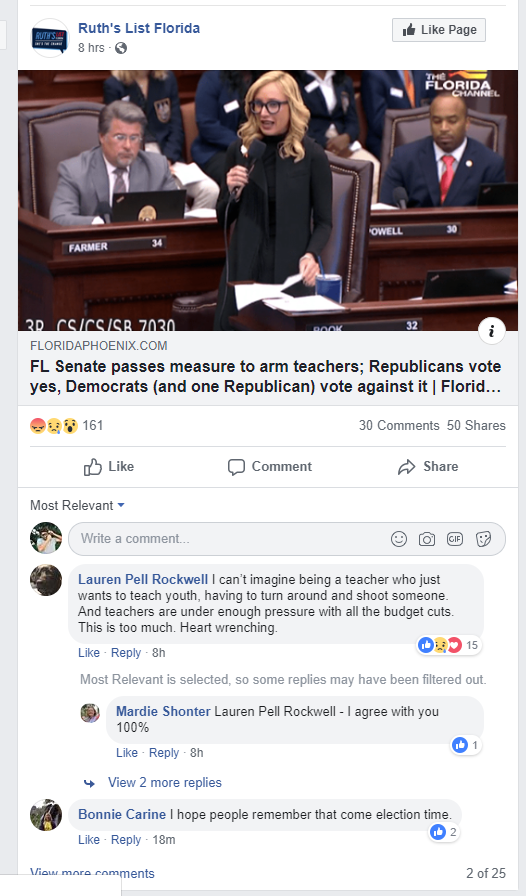 RUTH'S LIST
Ruth's List Florida
8 hrs ·
Like Page
THE
FLORIDA
CHANNEL
FARMER 34
POWELL 30
BOOK 32
3R CS/CS/SB 7030
FLORIDAPHOENIX.COM
FL Senate passes measure to arm teachers; Republicans vote
yes, Democrats (and one Republican) vote against it | Florid...
161
30 Comments 50 Shares
Like Comment Share
Most Relevant
Write a comment...
GIF
Lauren Pell Rockwell I can't imagine being a teacher who just
wants to teach youth, having to turn around and shoot someone.
And teachers are under enough pressure with all the budget cuts.
This is too much. Heart wrenching.
15
Like · Reply · 8h
Most Relevant is selected, so some replies may have been filtered out.
Mardie Shonter Lauren Pell Rockwell - I agree with you
100%
1
Like · Reply · 8h
View 2 more replies
Bonnie Carine I hope people remember that come election time.
2
Like · Reply · 18m
View more comments 2 of 25